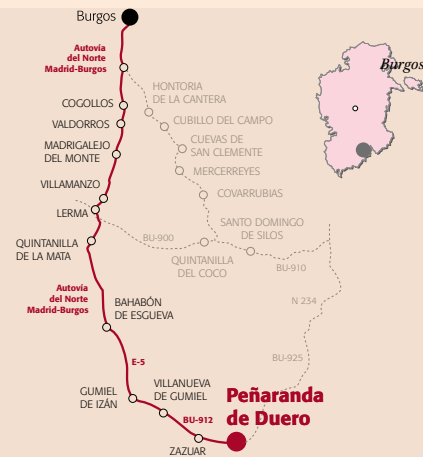 Burgos
Autovía
del Norte
Madrid-Burgos
HONTORIA
DE LA CANTERA
COGOLLOS
CUBILLO DEL CAMPO
VALDORROS
CUEVAS DE
SAN CLEMENTE
MADRIGALEJO
DEL MONTE
MERCERREYES
VILLAMANZO
COVARRUBIAS
LERMA
SANTO DOMINGO
DE SILOS
BU-900
QUINTANILLA
DE LA MATA
QUINTANILLA
DEL COCO
BU-910
Autovía
del Norte
Madrid-Burgos
BAHABÓN
DE ESGUEVA
N 234
BU-925
E-5
VILLANUEVA
DE GUMIEL
GUMIEL
DE IZÁN
BU-912
Peñaranda
de Duero
ZAZUAR
Burgos